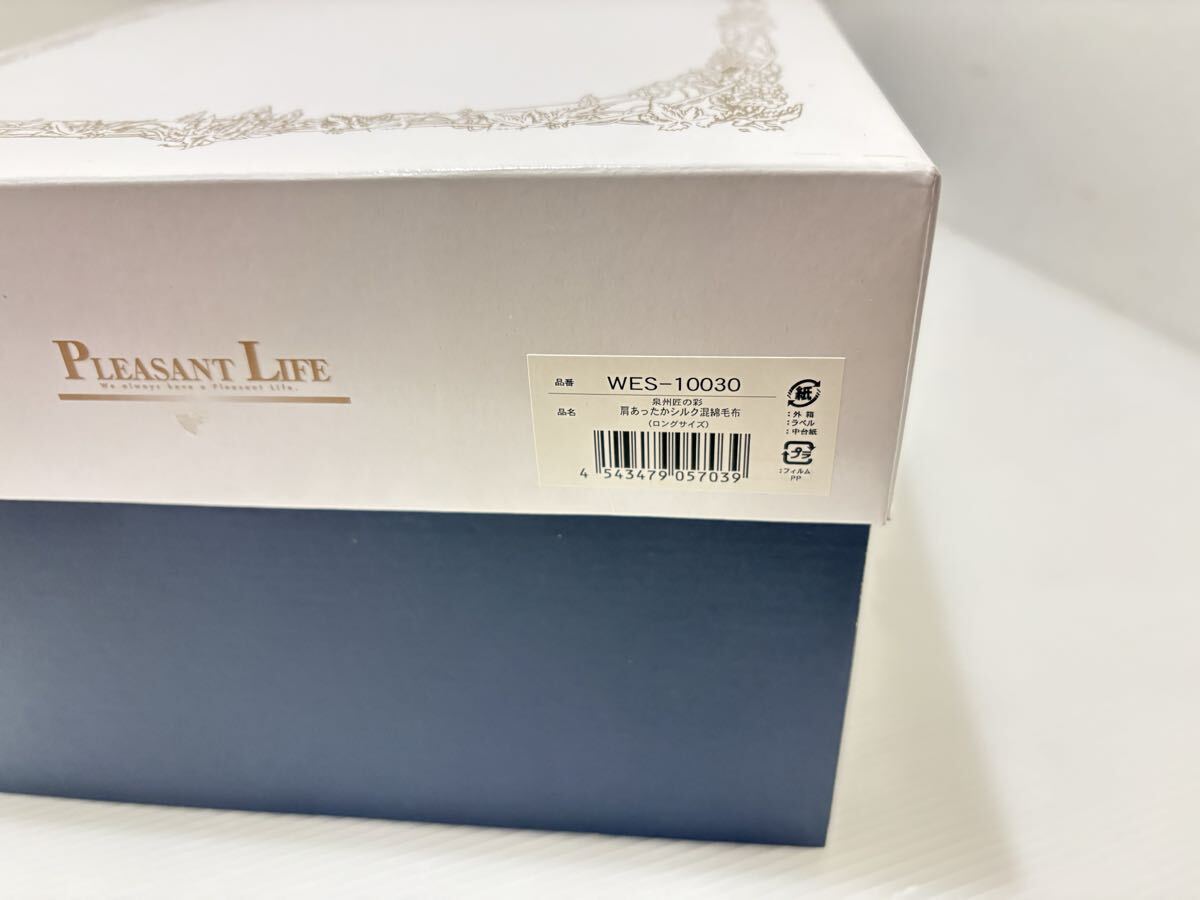 PLEASANT LIFE
We always have a Pleasant Life.
品番 WES-10030
泉州匠の彩
品名 肩あったかシルク混綿毛布
(ロングサイズ)
4 543479 057039
紙
:外箱
:ラベル
:中台紙
プラ
:フィルム
PP